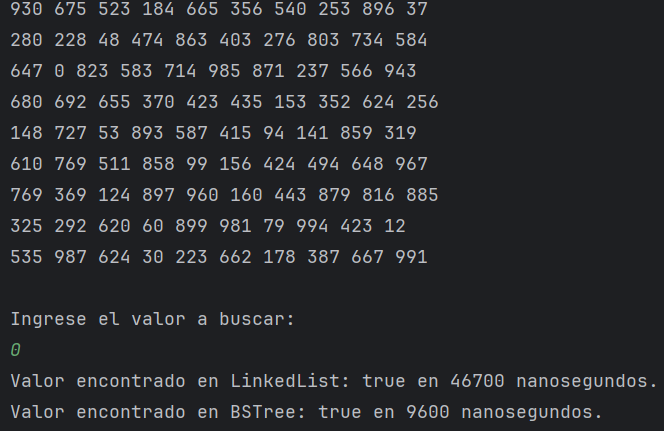 930 675 523 184 665 356 540 253 896 37
280 228 48 474 863 403 276 803 734 584
647 0 823 583 714 985 871 237 566 943
680 692 655 370 423 435 153 352 624 256
148 727 53 893 587 415 94 141 859 319
610 769 511 858 99 156 424 494 648 967
769 369 124 897 960 160 443 879 816 885
325 292 620 60 899 981 79 994 423 12
535 987 624 30 223 662 178 387 667 991
Ingrese el valor a buscar:
0
Valor encontrado en LinkedList: true en 46700 nanosegundos.
Valor encontrado en BSTree: true en 9600 nanosegundos.